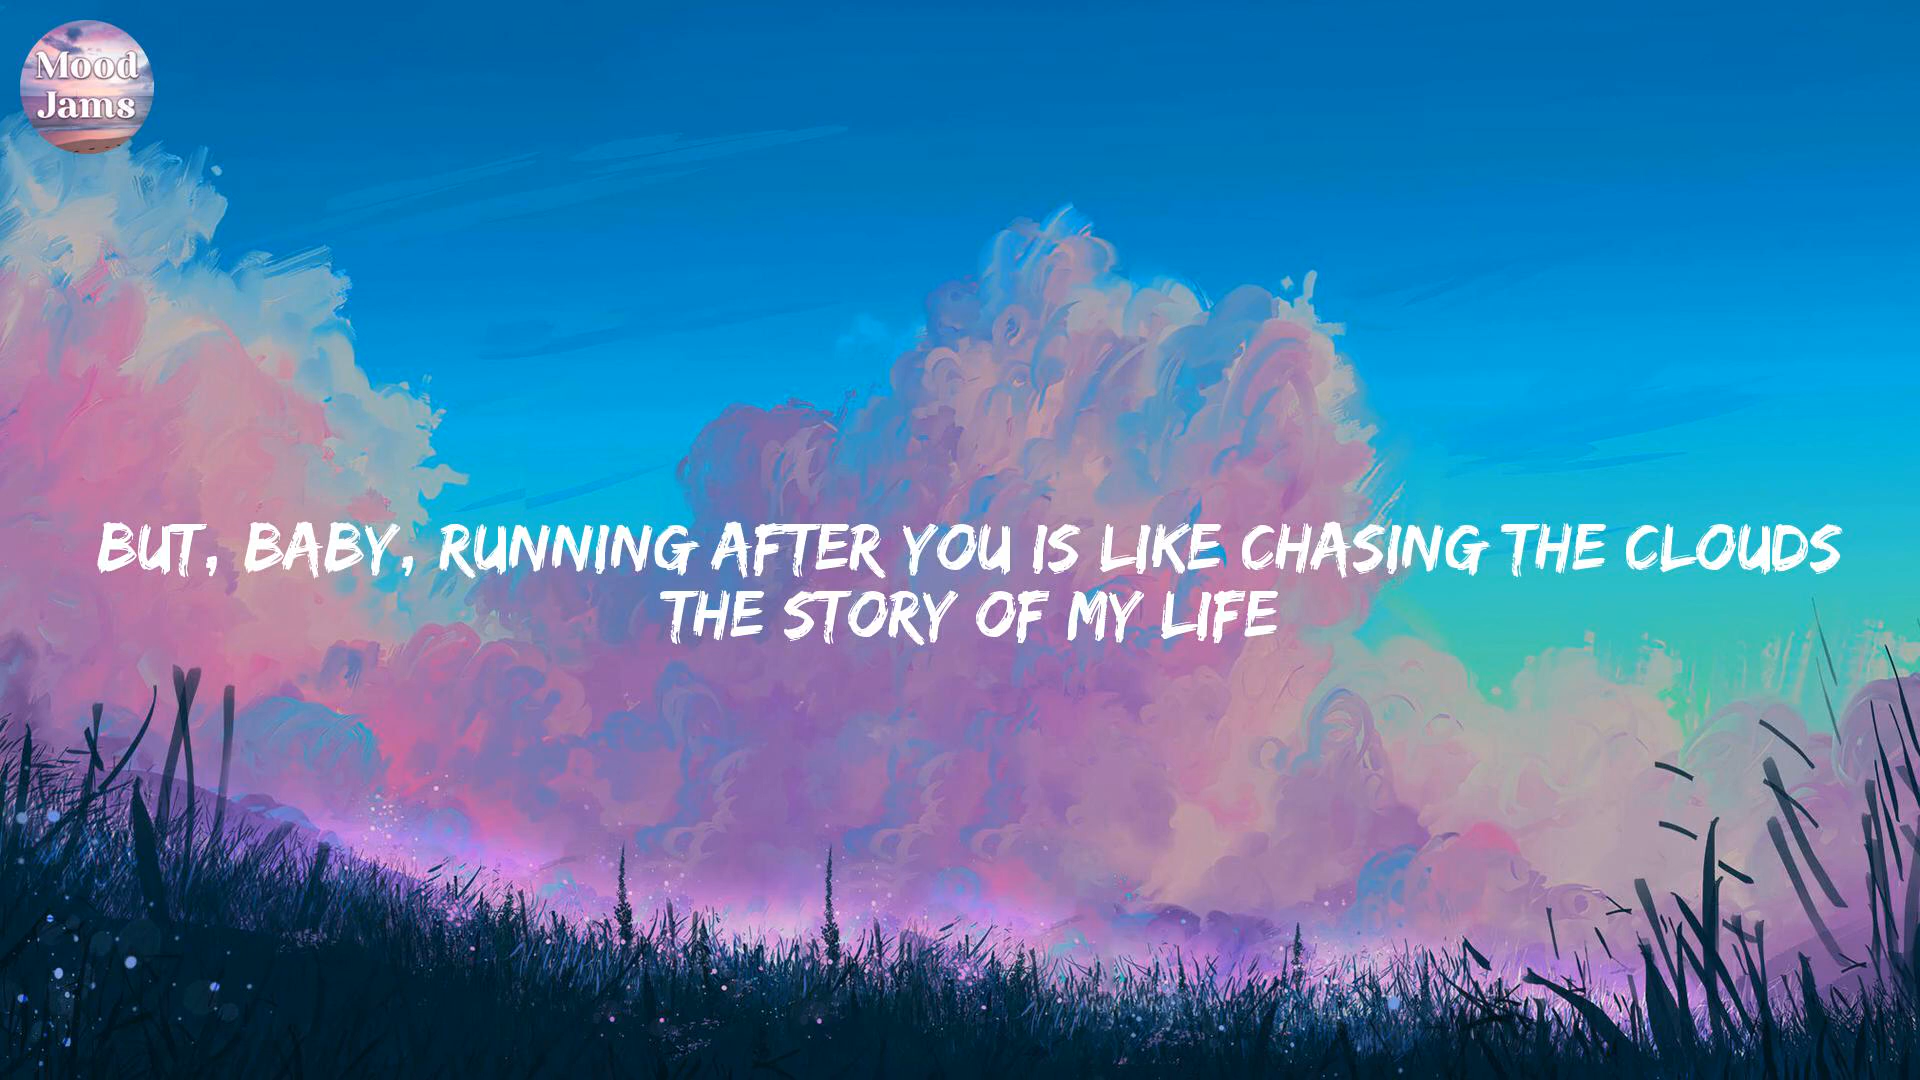 Mood
Jams
BUT, BABY, RUNNING AFTER YOU IS LIKE CHASING THE CLOUDS
THE STORY OF MY LIFE